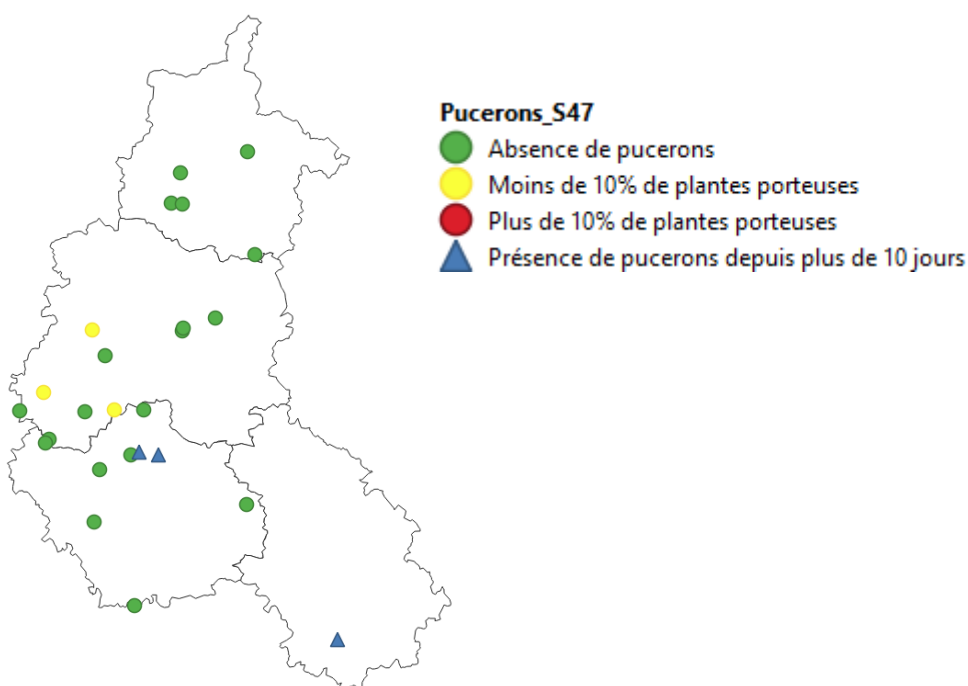 Pucerons_S47
Absence de pucerons
Moins de 10% de plantes porteuses
Plus de 10% de plantes porteuses
Présence de pucerons depuis plus de 10 jours